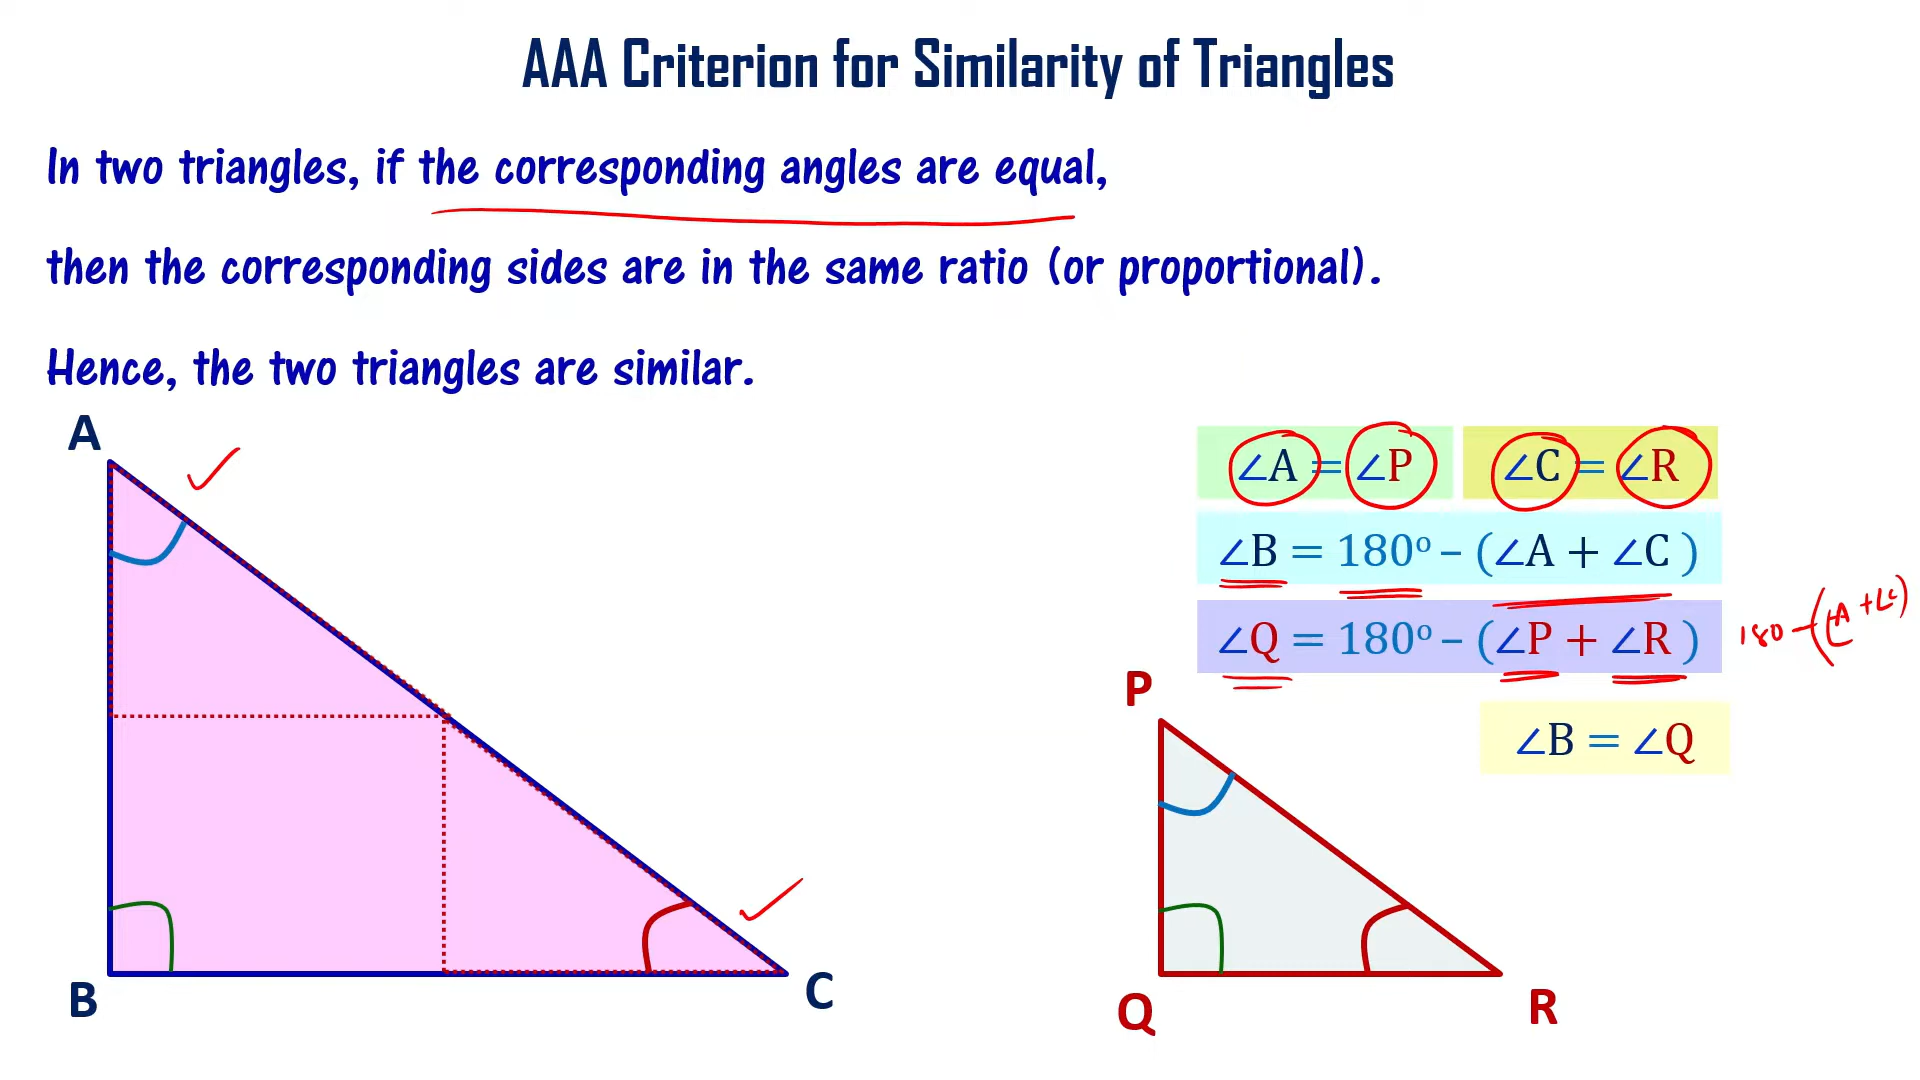 AAA Criterion for Similarity of Triangles
In two triangles, if the corresponding angles are equal,
then the corresponding sides are in the same ratio (or proportional).
Hence, the two triangles are similar.
A
∠A = ∠P ∠C = ∠R
∠B = 180° – (∠A + ∠C )
∠Q = 180° – (∠P + ∠R ) 180 – (∠A + ∠C)
P
∠B = ∠Q
B
C
Q
R